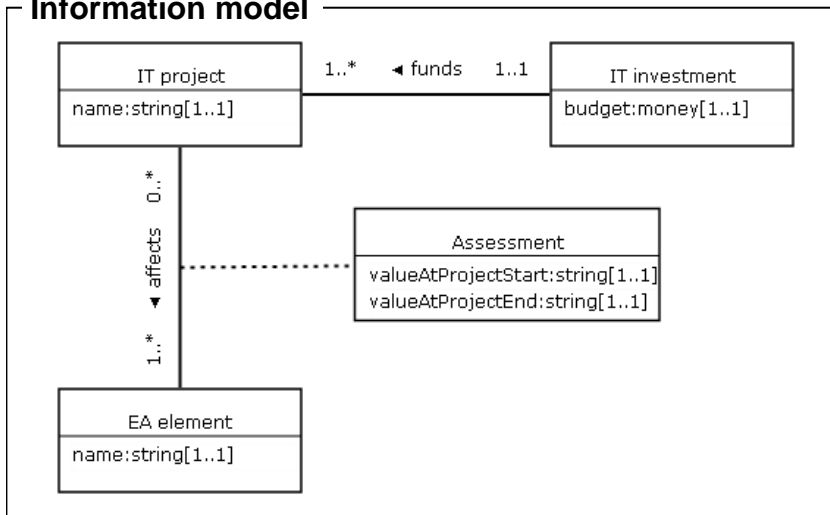 Information model
IT project
name:string[1..1]
1..* ◄ funds 1..1
IT investment
budget:money[1..1]
0..*
◄ affects
1..*
Assessment
valueAtProjectStart:string[1..1]
valueAtProjectEnd:string[1..1]
EA element
name:string[1..1]